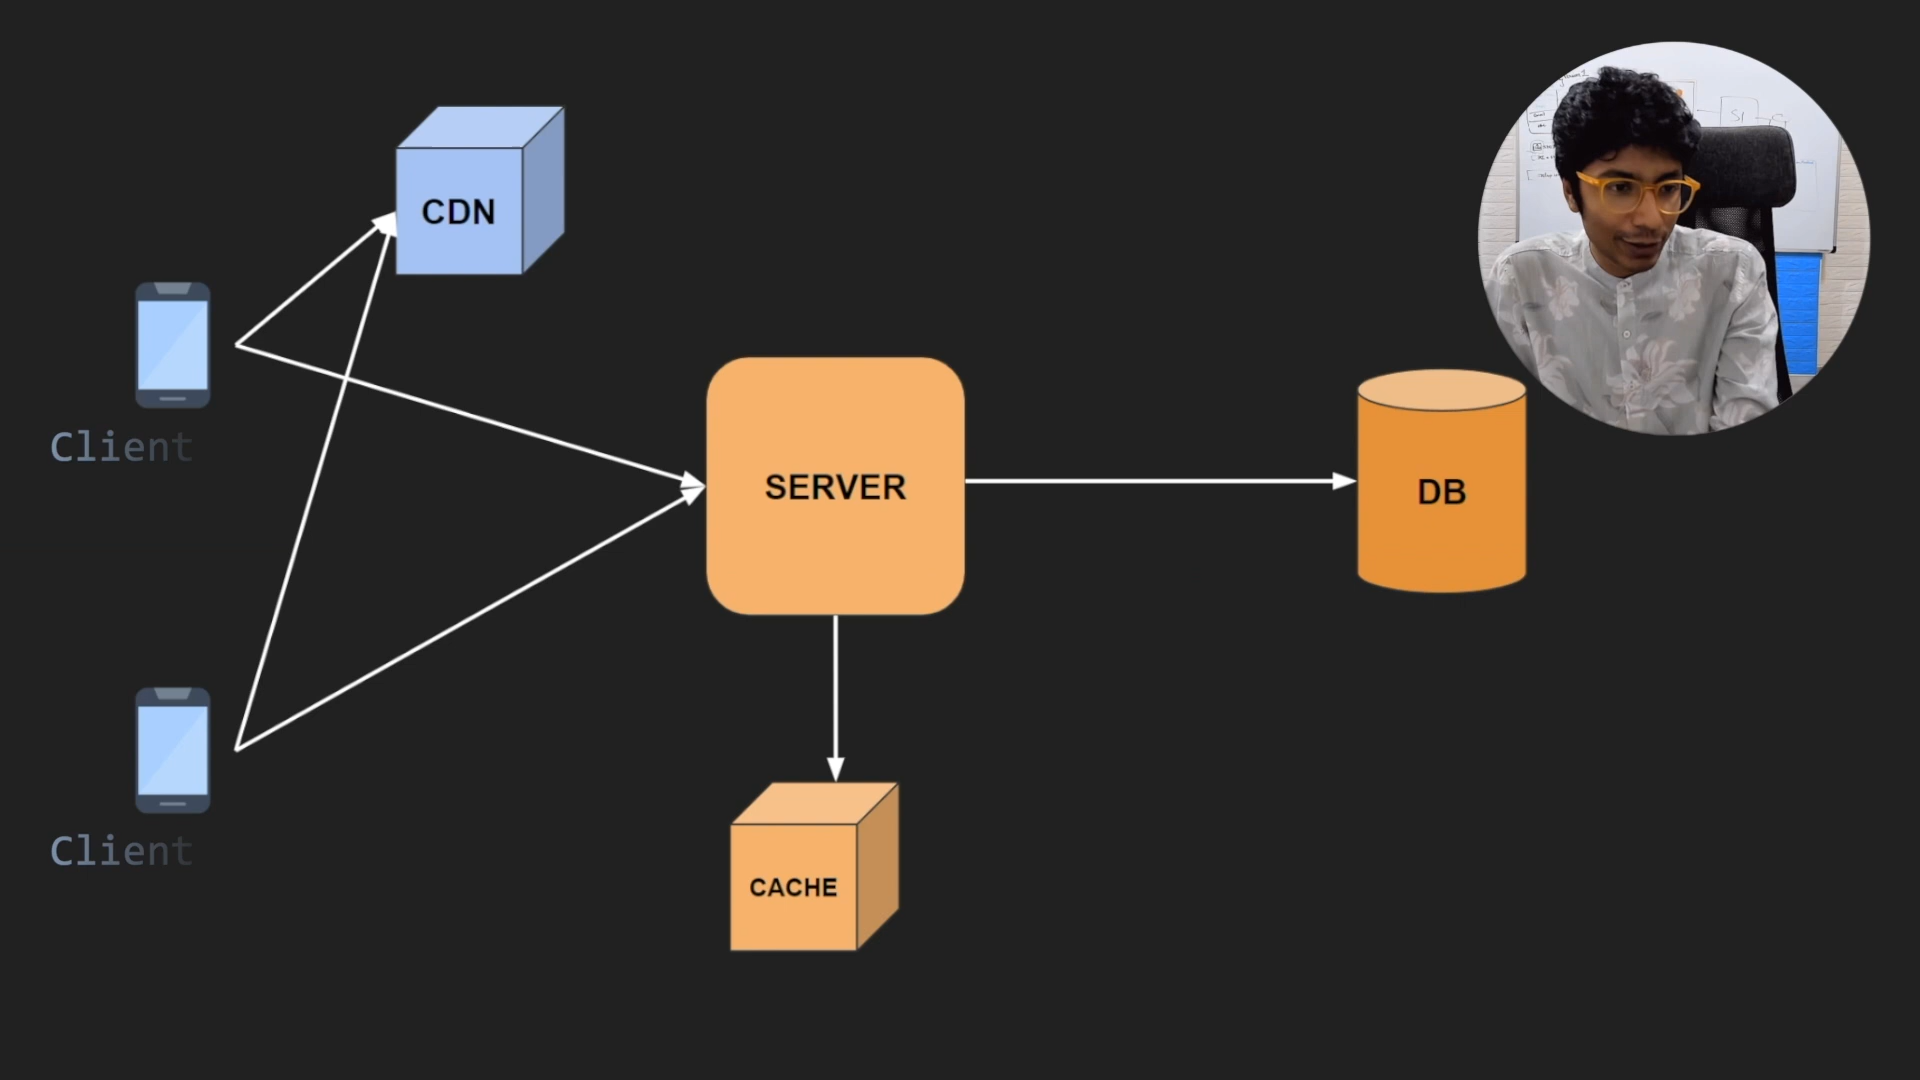 CDN
Client
SERVER
DB
Client
CACHE